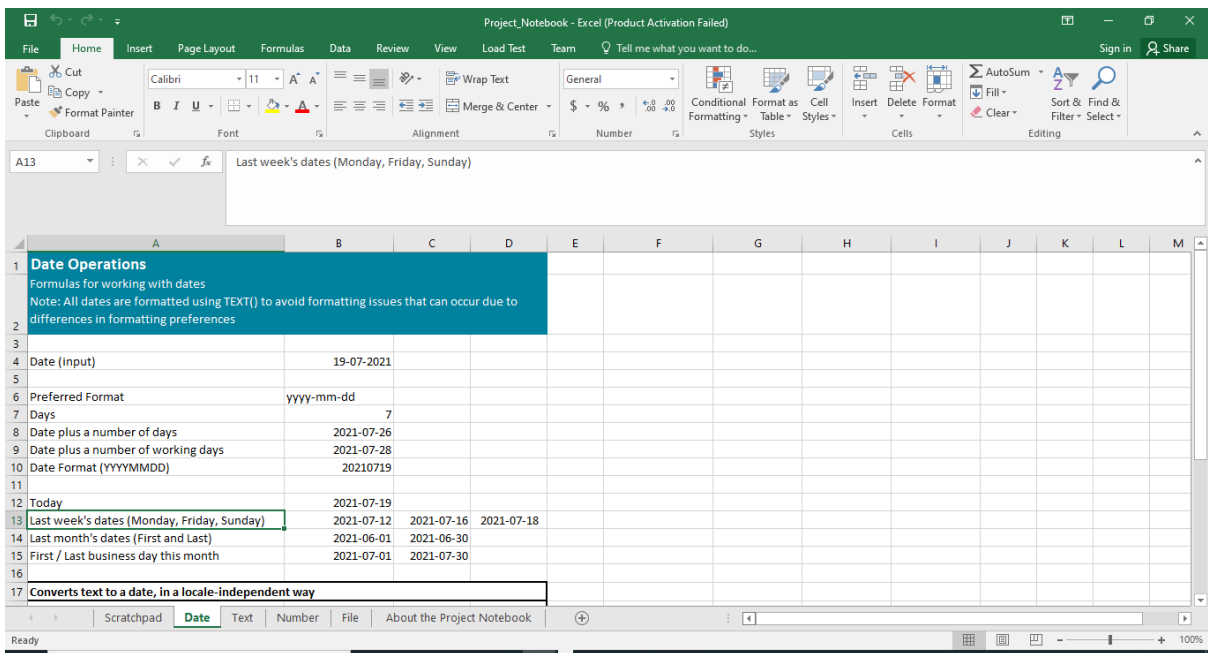 Project_Notebook - Excel (Product Activation Failed)
File Home Insert Page Layout Formulas Data Review View Load Test Team Tell me what you want to do... Sign in Share
Paste
Cut
Copy
Format Painter
Clipboard
Calibri 11
B I U
Font
Wrap Text
Merge & Center
Alignment
General
$ % ,
Number
Conditional Formatting
Format as Table
Cell Styles
Styles
Insert Delete Format
Cells
AutoSum
Fill
Clear
Sort & Filter
Find & Select
Editing
A13 fx Last week's dates (Monday, Friday, Sunday)
A B C D E F G H I J K L M
1 Date Operations
Formulas for working with dates
Note: All dates are formatted using TEXT() to avoid formatting issues that can occur due to
2 differences in formatting preferences
3
4 Date (input) 19-07-2021
5
6 Preferred Format yyyy-mm-dd
7 Days 7
8 Date plus a number of days 2021-07-26
9 Date plus a number of working days 2021-07-28
10 Date Format (YYYYMMDD) 20210719
11
12 Today 2021-07-19
13 Last week's dates (Monday, Friday, Sunday) 2021-07-12 2021-07-16 2021-07-18
14 Last month's dates (First and Last) 2021-06-01 2021-06-30
15 First / Last business day this month 2021-07-01 2021-07-30
16
17 Converts text to a date, in a locale-independent way
Scratchpad Date Text Number File About the Project Notebook
Ready 100%